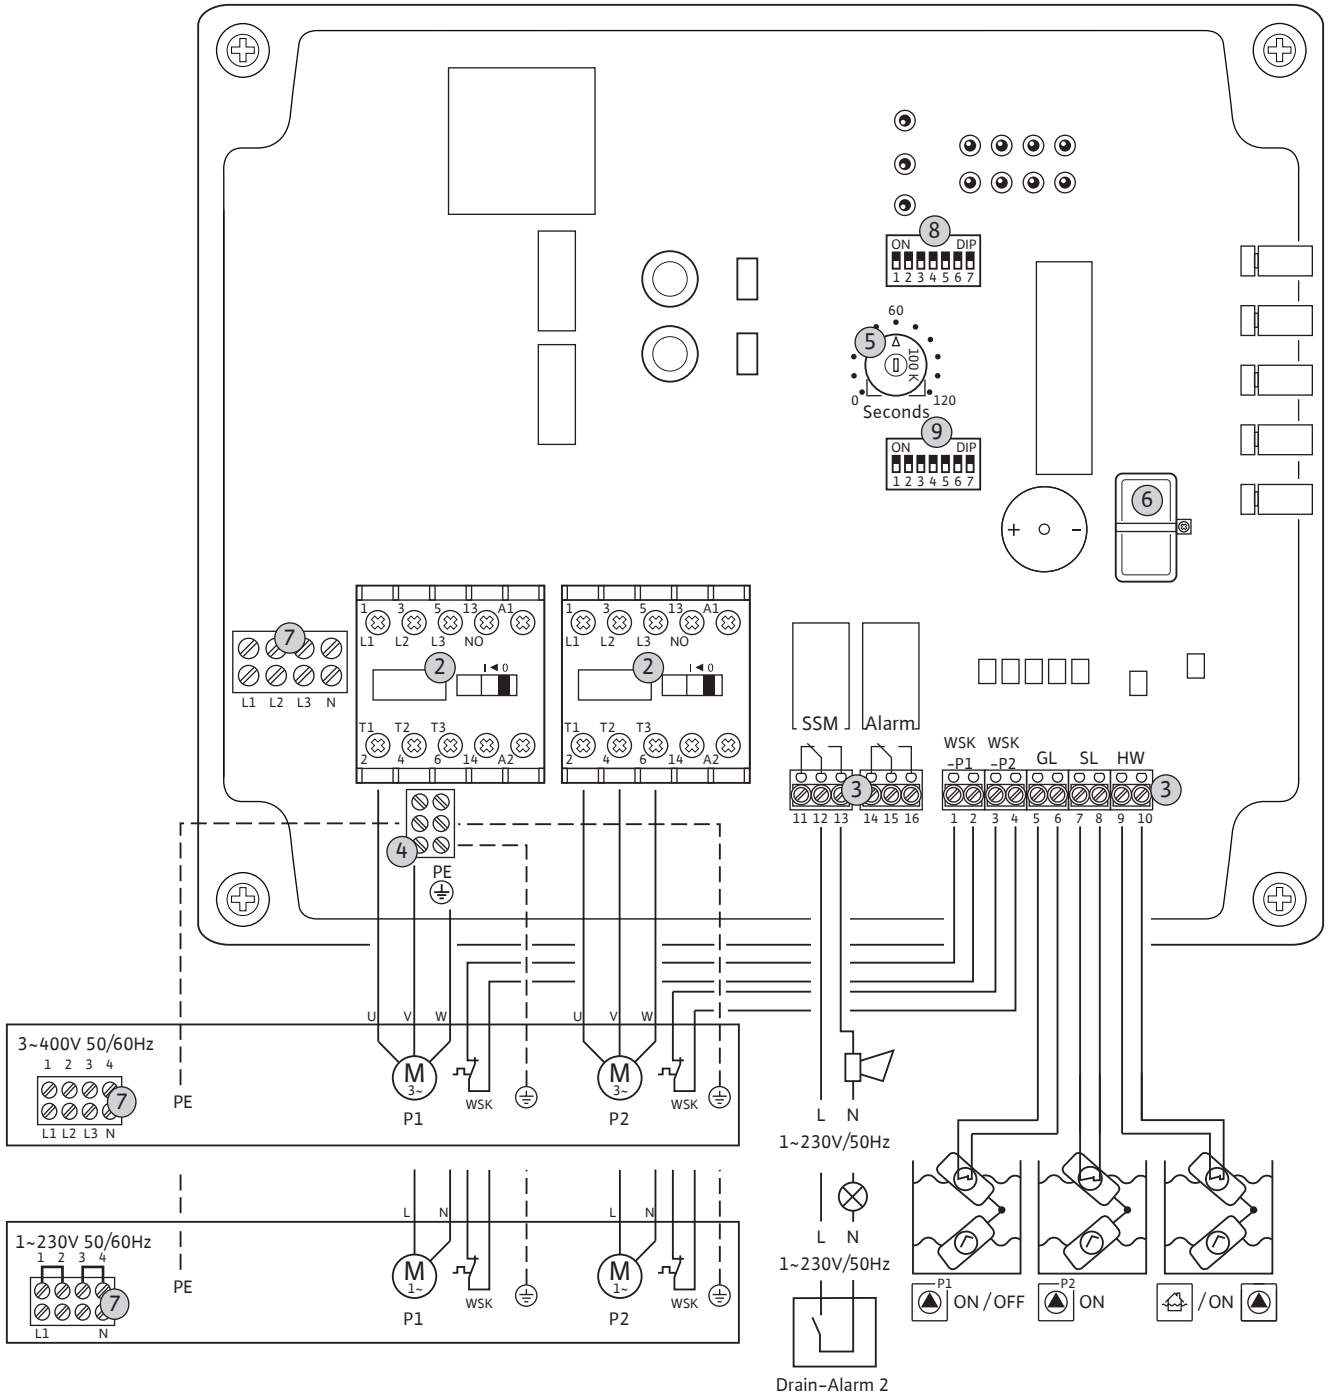 8
ON DIP
1 2 3 4 5 6 7
60
5
100 K
0 120
Seconds
9
ON DIP
1 2 3 4 5 6 7
6
+ -
1 3 5 13 A1
L1 L2 L3 NO
2
I ◄ 0
T1 T2 T3
2 4 6 14 A2
1 3 5 13 A1
L1 L2 L3 NO
2
I ◄ 0
T1 T2 T3
2 4 6 14 A2
7
L1 L2 L3 N
SSM Alarm
WSK -P1 WSK -P2 GL SL HW
3 3
11 12 13 14 15 16 1 2 3 4 5 6 7 8 9 10
4
PE
U V W U V W
3~400V 50/60Hz
1 2 3 4
7
L1 L2 L3 N
PE
M 3~
P1
WSK
M 3~
P2
WSK
L N
1~230V/50Hz
L N L N
1~230V 50/60Hz
1 2 3 4
7
L1 N
PE
M 1~
P1
WSK
M 1~
P2
WSK
L N
1~230V/50Hz
P1 ON/OFF
P2 ON
/ON
Drain-Alarm 2